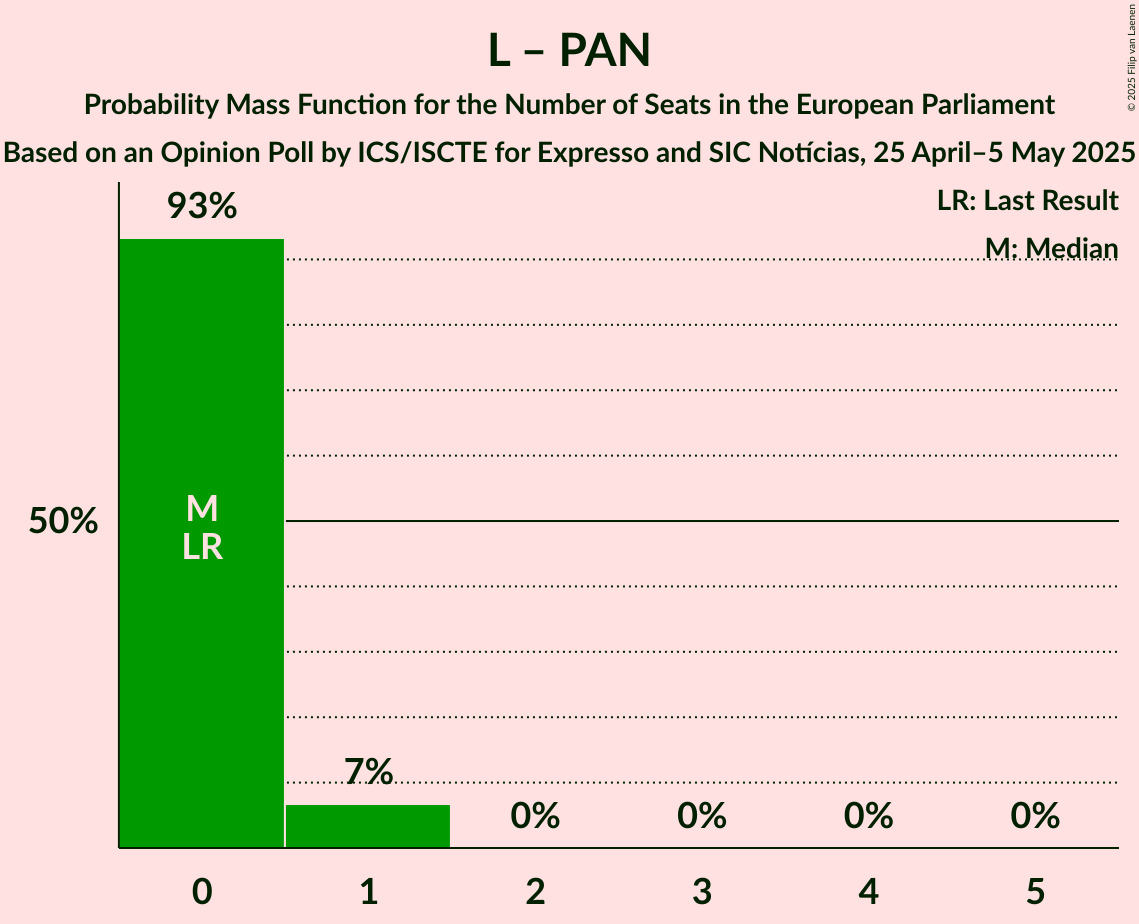 L – PAN
Probability Mass Function for the Number of Seats in the European Parliament
Based on an Opinion Poll by ICS/ISCTE for Expresso and SIC Notícias, 25 April–5 May 2025
© 2025 Filip van Laenen
LR: Last Result
M: Median
93%
M
LR
50%
7%
0%
0%
0%
0%
0
1
2
3
4
5